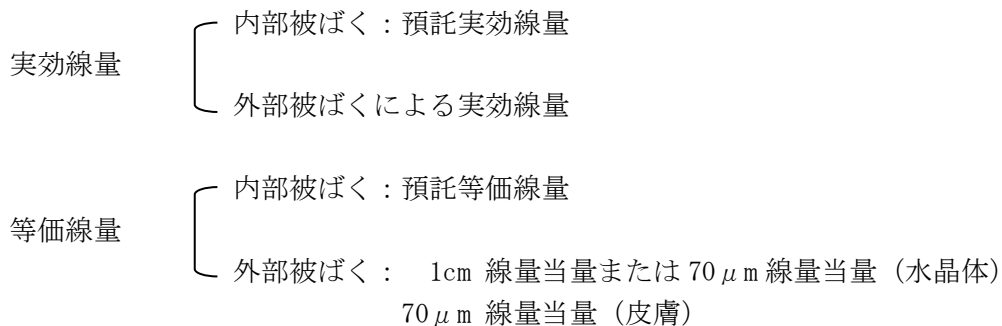 内部被ばく：預託実効線量
実効線量
外部被ばくによる実効線量
内部被ばく：預託等価線量
等価線量
外部被ばく： 1cm 線量当量または 70μm 線量当量（水晶体）
70μm 線量当量（皮膚）